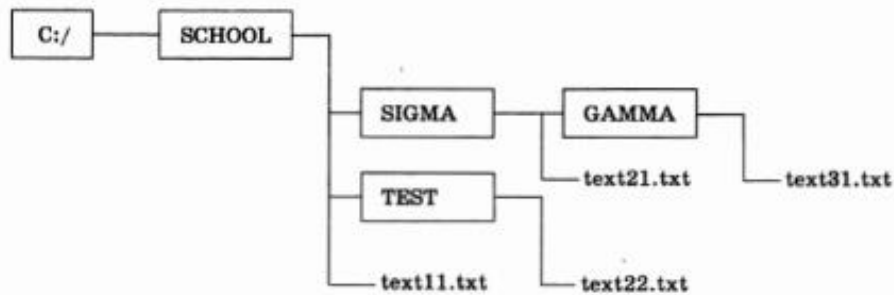 C:/ SCHOOL
SIGMA GAMMA
text21.txt text31.txt
TEST
text11.txt text22.txt